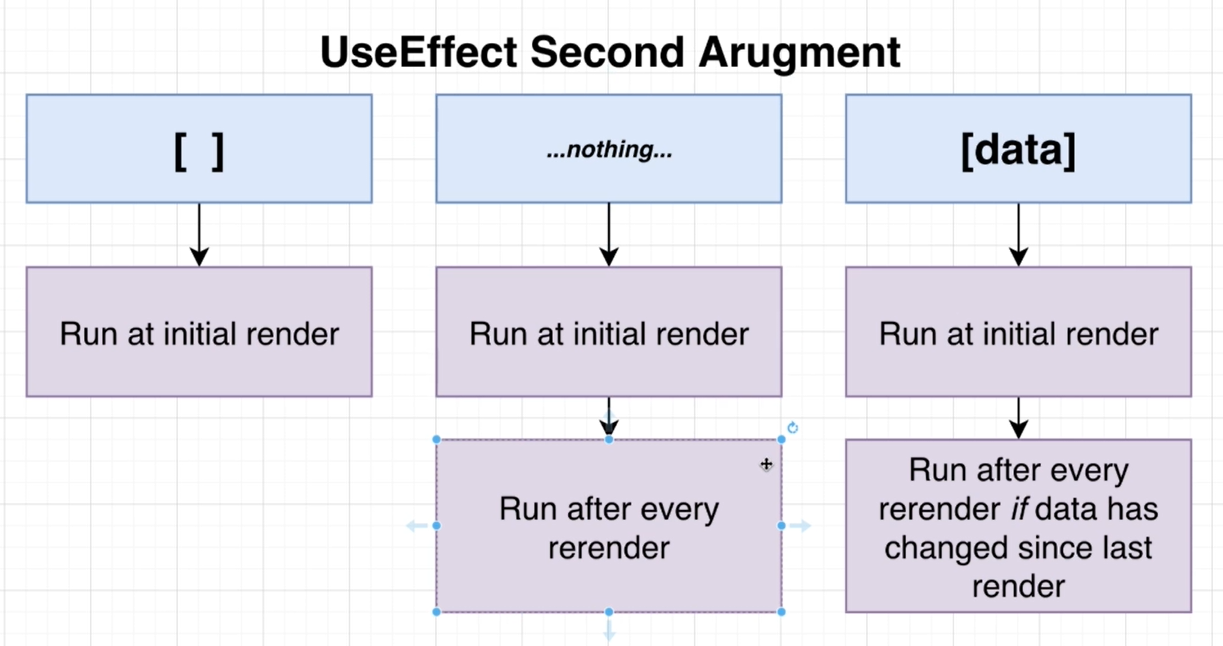 UseEffect Second Arugment
[ ]
...nothing...
[data]
Run at initial render
Run at initial render
Run at initial render
Run after every
rerender
Run after every
rerender if data has
changed since last
render